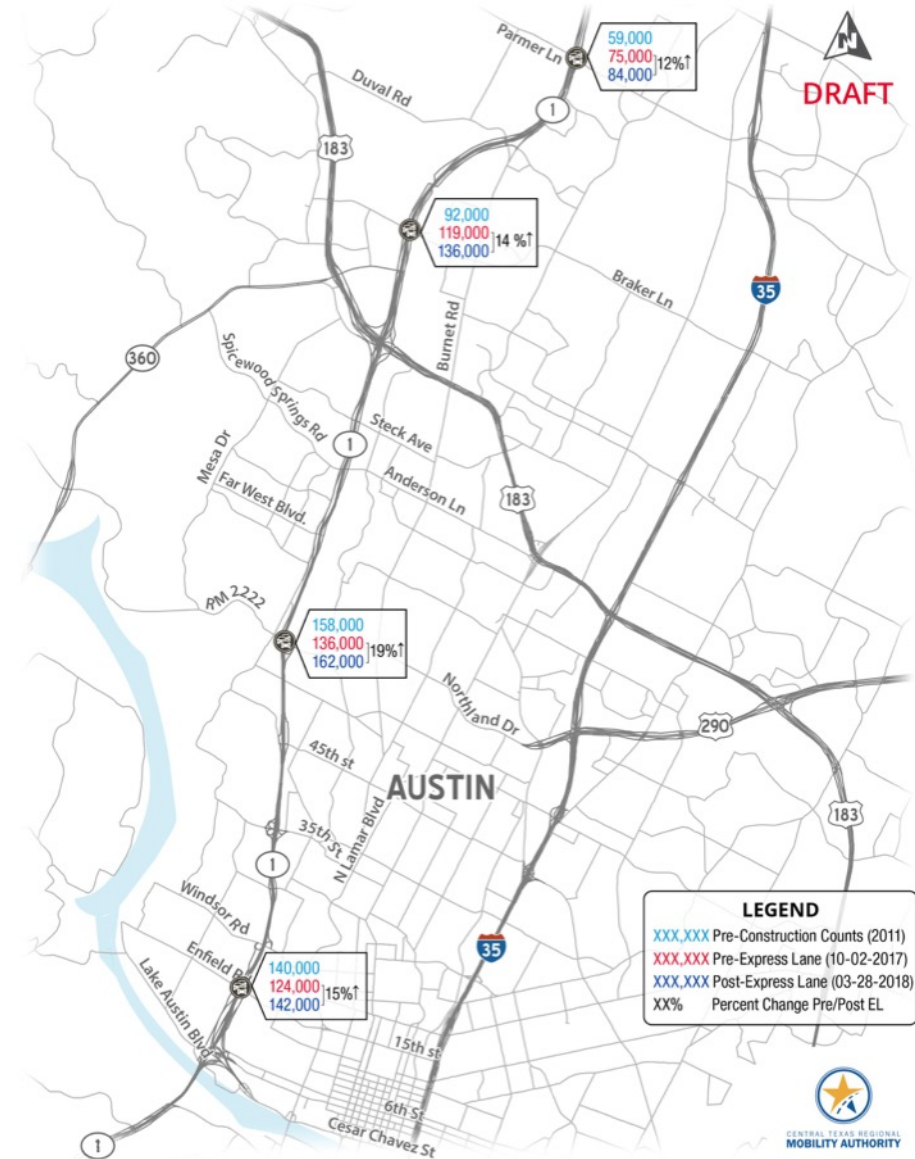 Parmer Ln
59,000
75,000
84,000
12%↑
N
DRAFT
Duval Rd
1
183
92,000
119,000
136,000
14 %↑
Braker Ln
35
Burnet Rd
360
Spicewood Springs Rd
Steck Ave
1
Mesa Dr
Anderson Ln
Far West Blvd.
183
RM 2222
158,000
136,000
162,000
19%↑
Northland Dr
290
45th st
AUSTIN
183
35th St
N Lamar Blvd
1
Windsor Rd
35
Enfield
140,000
124,000
142,000
15%↑
Lake Austin Blvd
15th st
6th St
Cesar Chavez St
1
LEGEND
XXX,XXX Pre-Construction Counts (2011)
XXX,XXX Pre-Express Lane (10-02-2017)
XXX,XXX Post-Express Lane (03-28-2018)
XX% Percent Change Pre/Post EL
CENTRAL TEXAS REGIONAL
MOBILITY AUTHORITY